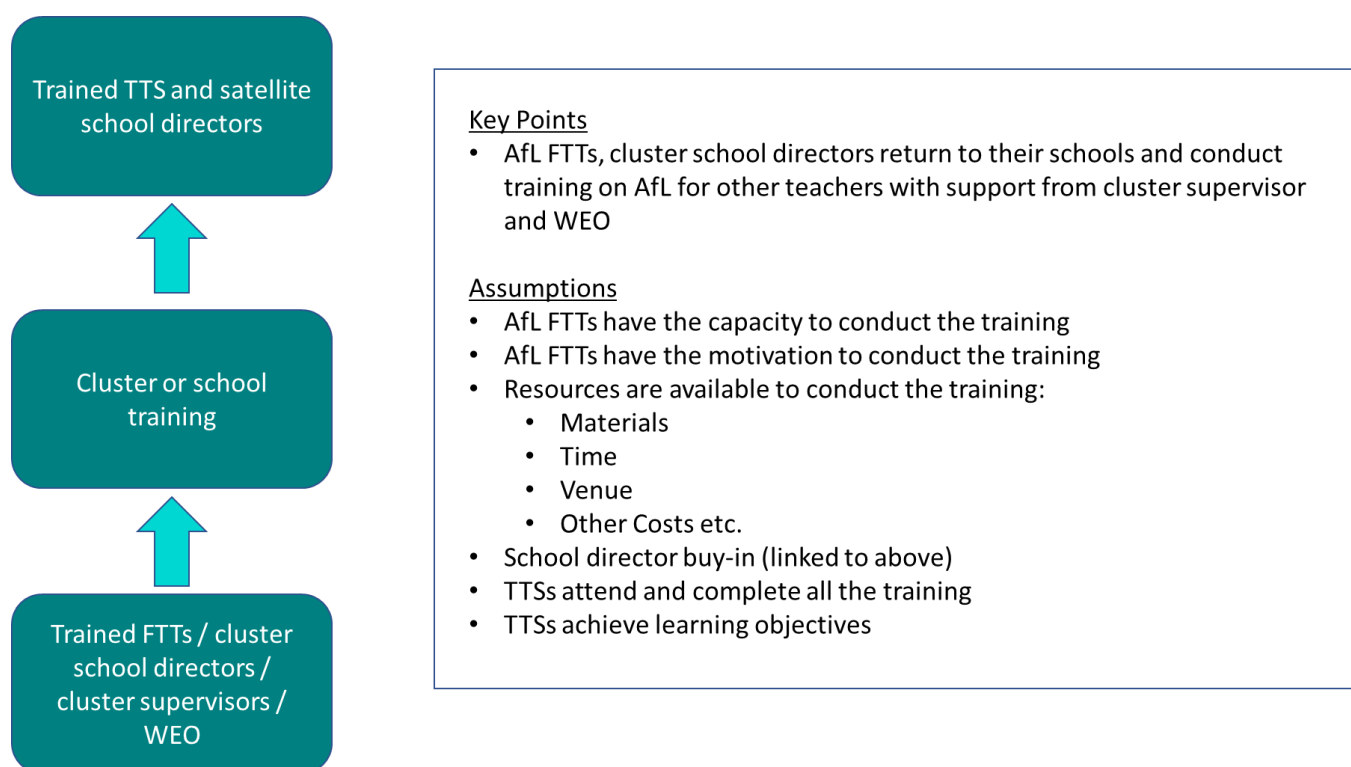 Trained TTS and satellite
school directors
Cluster or school
training
Trained FTTs / cluster
school directors /
cluster supervisors /
WEO
Key Points
• AfL FTTs, cluster school directors return to their schools and conduct
training on AfL for other teachers with support from cluster supervisor
and WEO
Assumptions
• AfL FTTs have the capacity to conduct the training
• AfL FTTs have the motivation to conduct the training
• Resources are available to conduct the training:
• Materials
• Time
• Venue
• Other Costs etc.
• School director buy-in (linked to above)
• TTSs attend and complete all the training
• TTSs achieve learning objectives